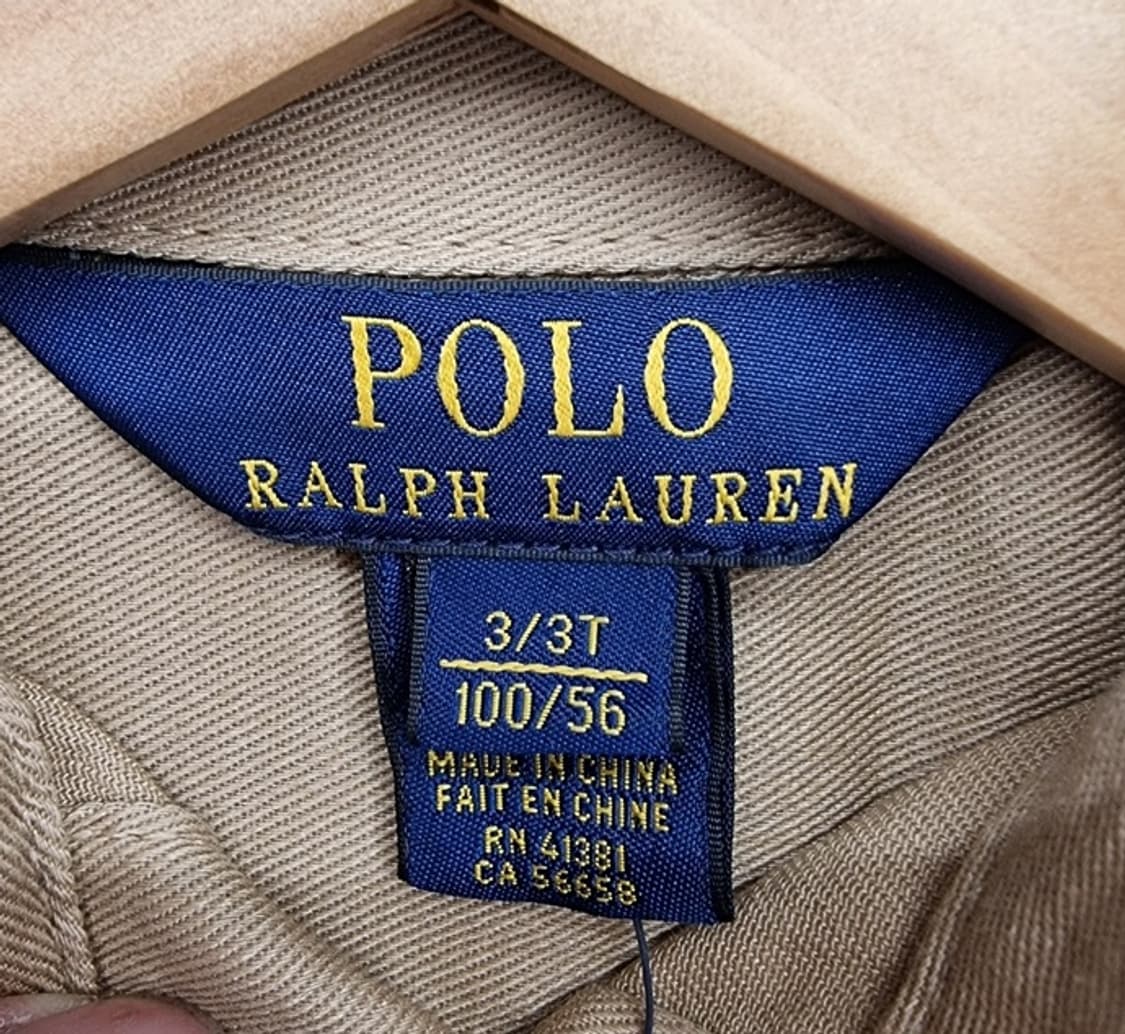 POLO
RALPH LAUREN
3/3T
100/56
MADE IN CHINA
FAIT EN CHINE
RN 41381
CA 56658